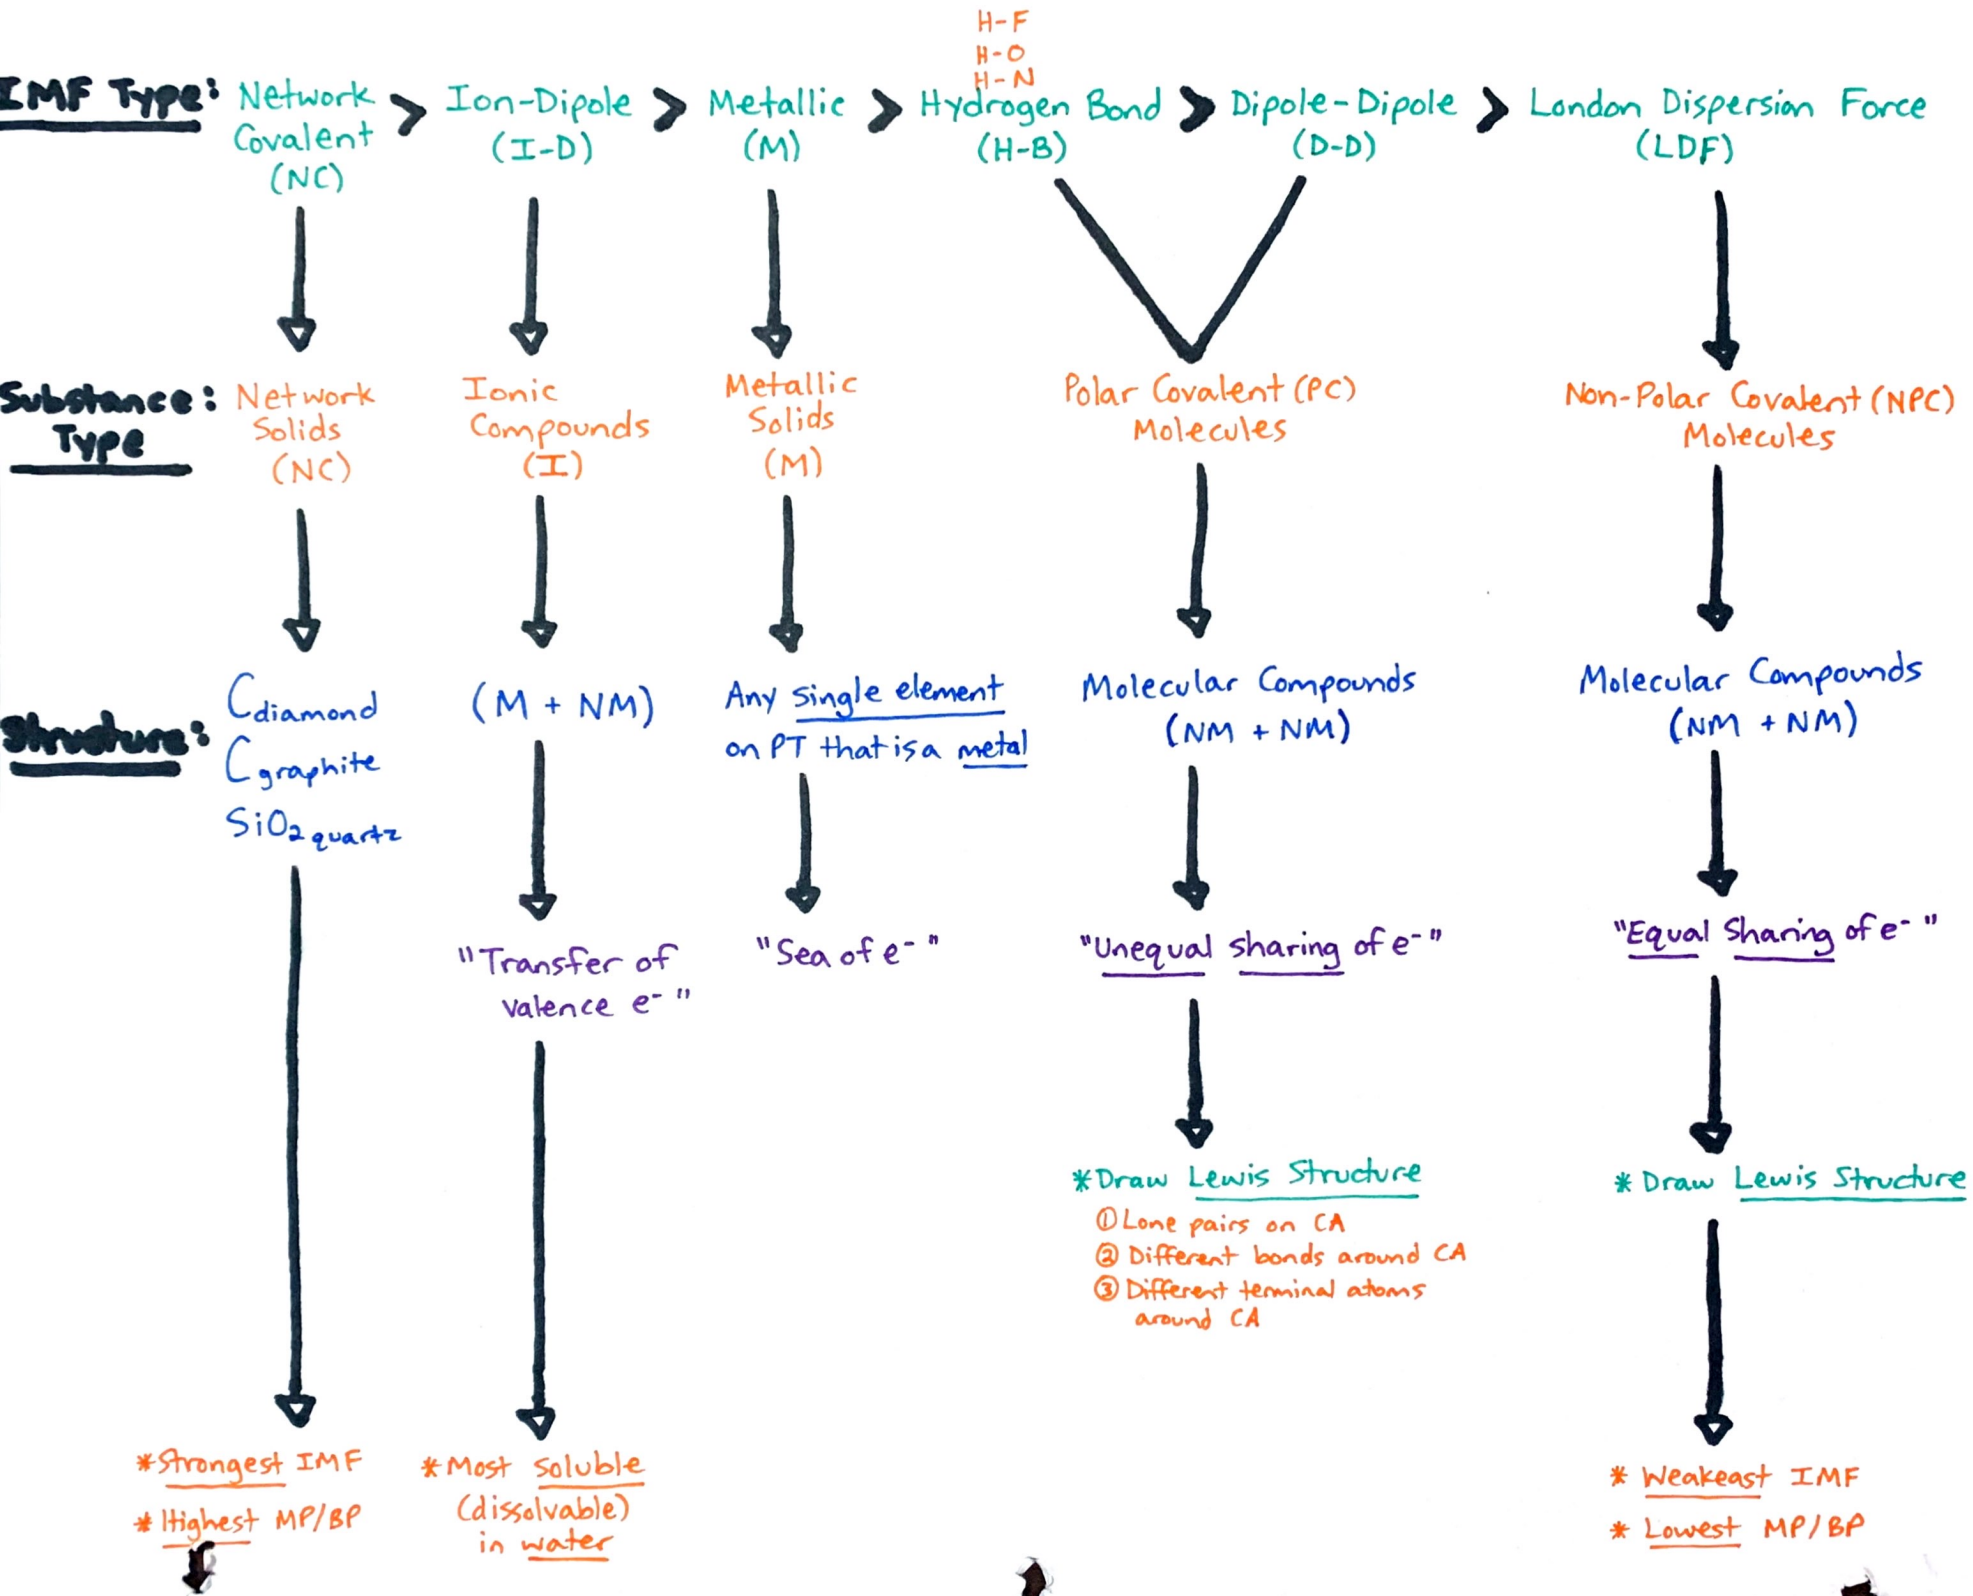 H-F
H-O
H-N
IMF Type: Network Covalent (NC) > Ion-Dipole (I-D) > Metallic (M) > Hydrogen Bond (H-B) > Dipole-Dipole (D-D) > London Dispersion Force (LDF)
Substance Type: Network
Solids
(NC)
Ionic
Compounds
(I)
Metallic
Solids
(M)
Polar Covalent (PC)
Molecules
Non-Polar Covalent (NPC)
Molecules
Structure:
Cdiamond
Cgraphite
SiO2 quartz
(M + NM)
Any single element
on PT that is a metal
Molecular Compounds
(NM + NM)
Molecular Compounds
(NM + NM)
"Transfer of
valence e-"
"Sea of e-"
"Unequal sharing of e-"
"Equal Sharing of e-"
*Draw Lewis Structure
① Lone pairs on CA
② Different bonds around CA
③ Different terminal atoms
around CA
* Draw Lewis Structure
*Strongest IMF
* Highest MP/BP
*Most soluble
(dissolvable)
in water
* Weakeast IMF
* Lowest MP/BP